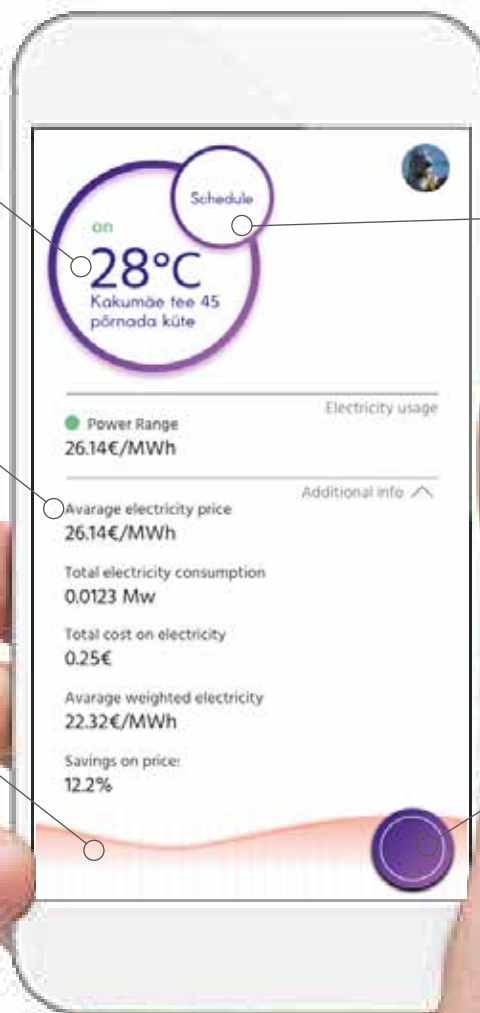 Schedule
on
28°C
Kakumäe tee 45
põrnada küte
Electricity usage
Power Range
26.14€/MWh
Additional info
Avarage electricity price
26.14€/MWh
Total electricity consumption
0.0123 Mw
Total cost on electricity
0.25€
Avarage weighted electricity
22.32€/MWh
Savings on price:
12.2%